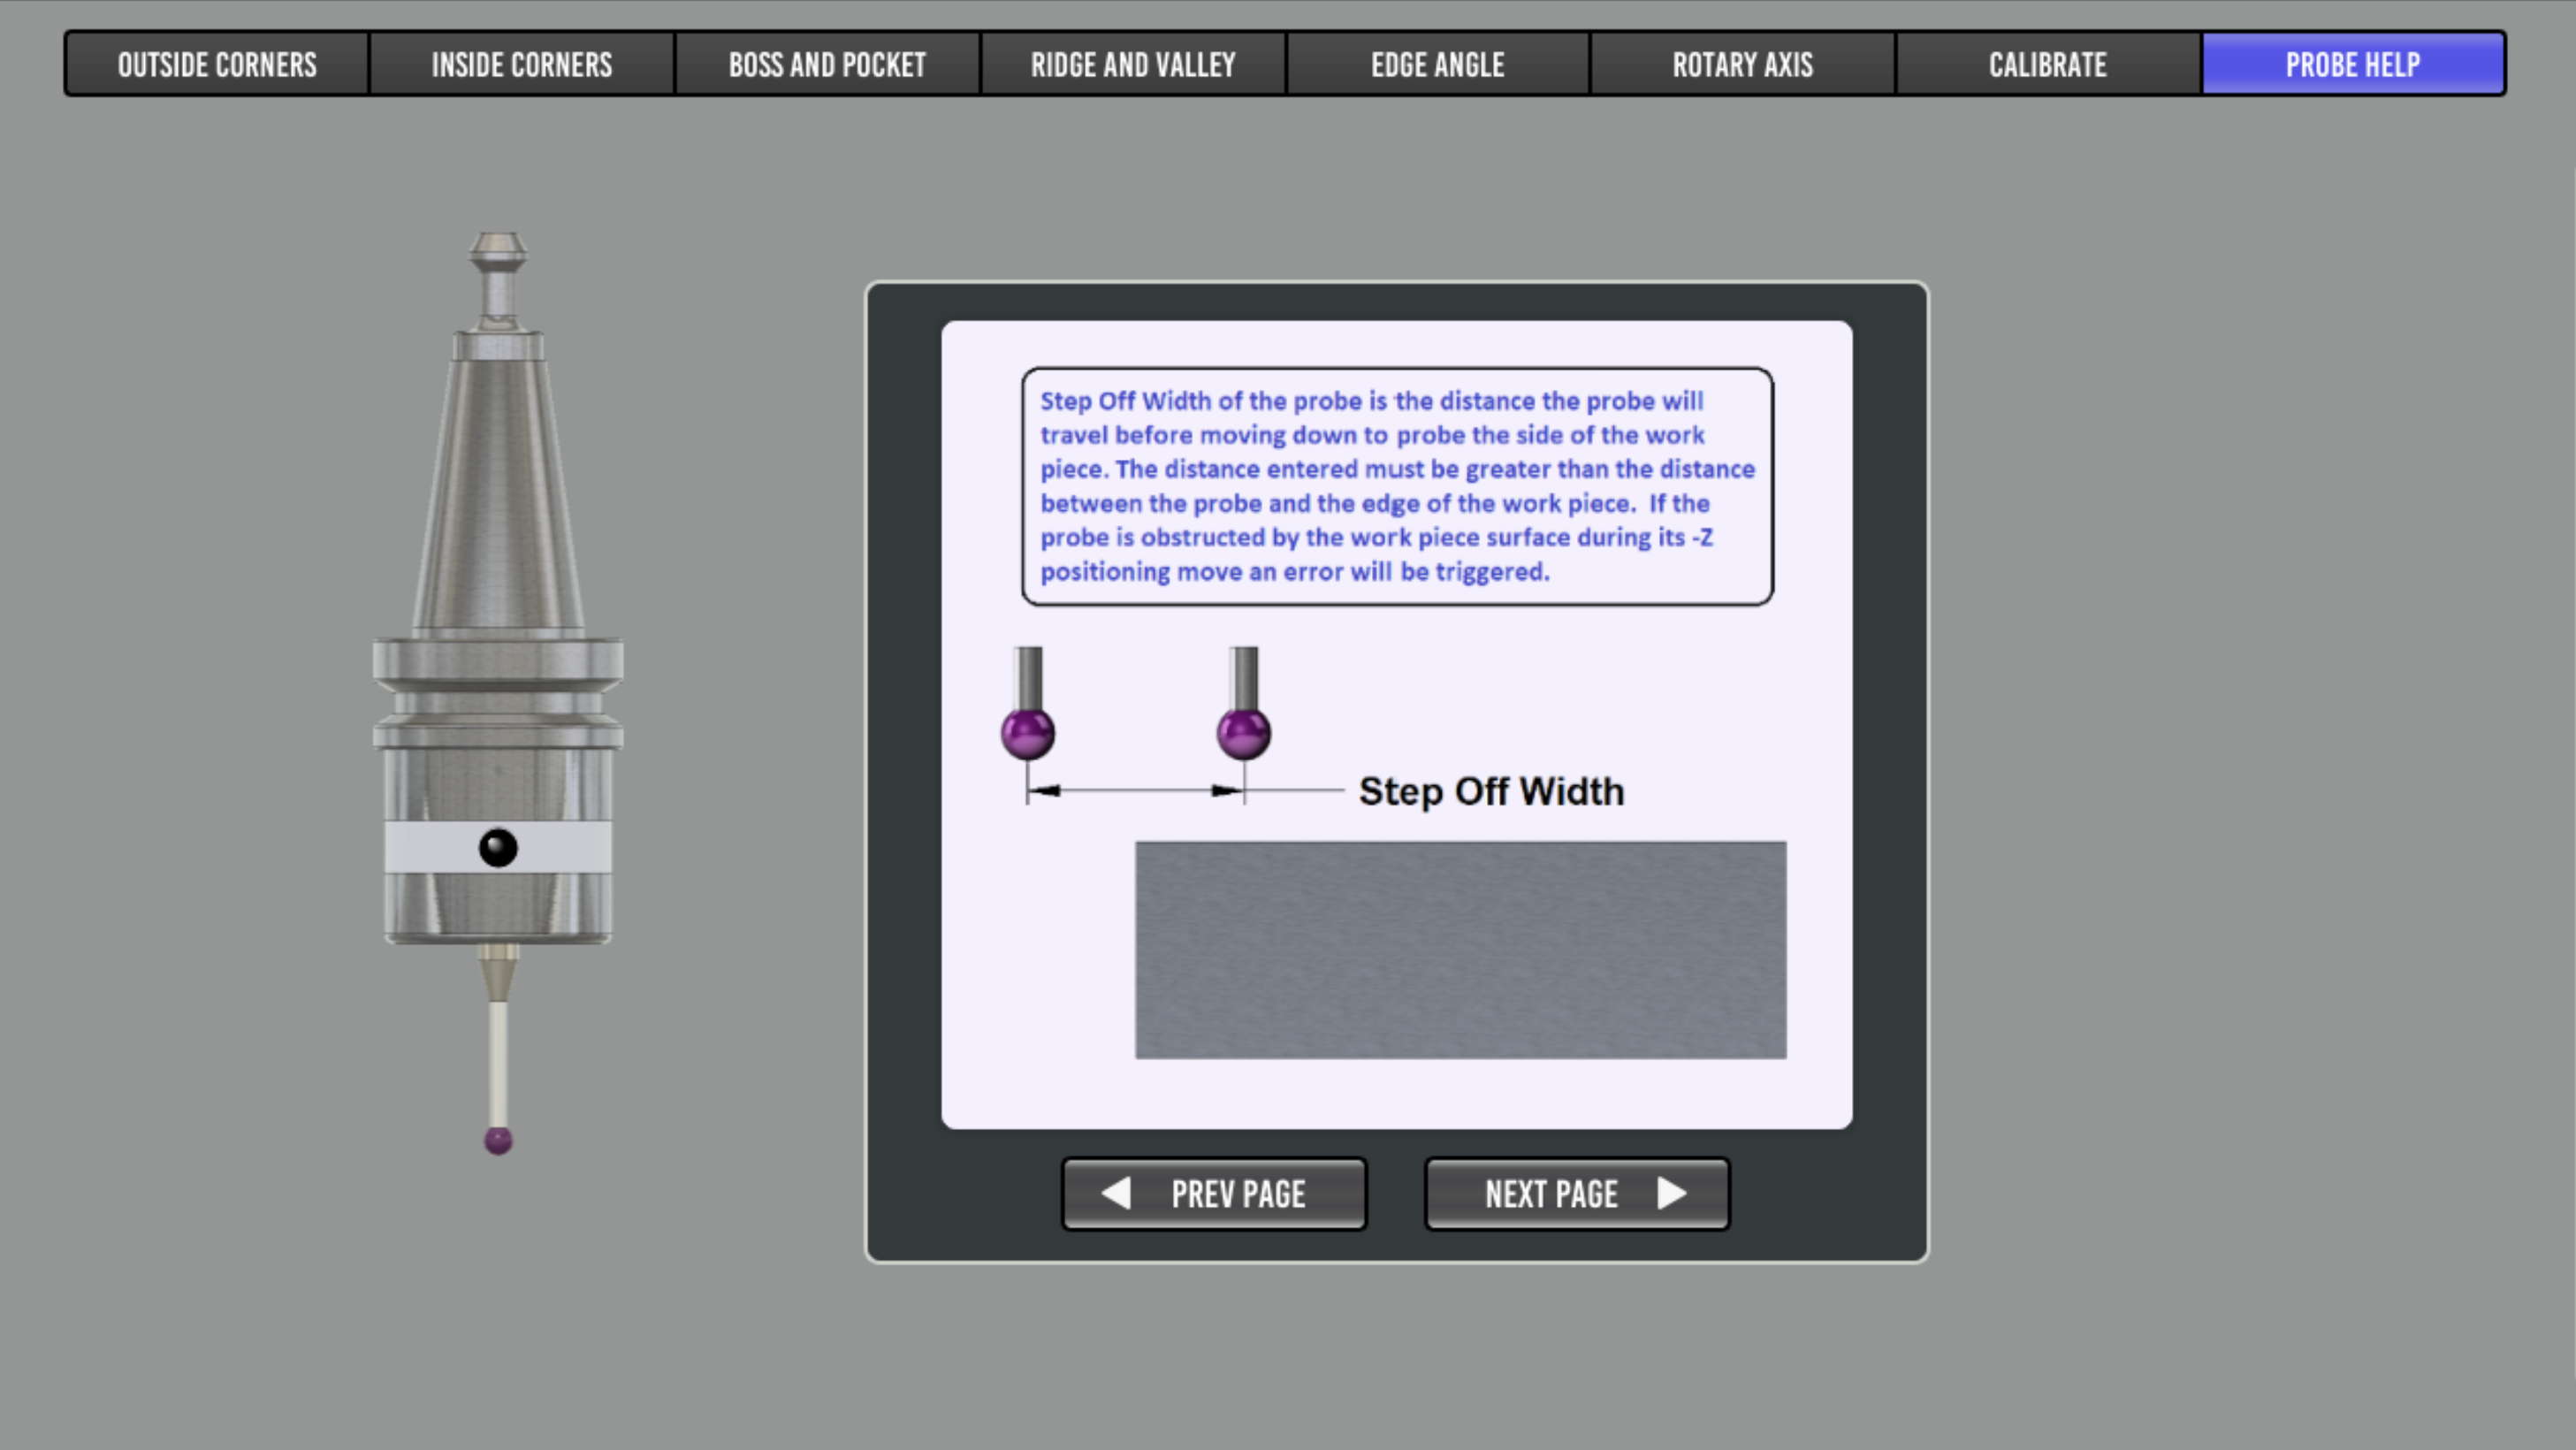 OUTSIDE CORNERS
INSIDE CORNERS
BOSS AND POCKET
RIDGE AND VALLEY
EDGE ANGLE
ROTARY AXIS
CALIBRATE
PROBE HELP
Step Off Width of the probe is the distance the probe will
travel before moving down to probe the side of the work
piece. The distance entered must be greater than the distance
between the probe and the edge of the work piece.  If the
probe is obstructed by the work piece surface during its -Z
positioning move an error will be triggered.
Step Off Width
PREV PAGE
NEXT PAGE